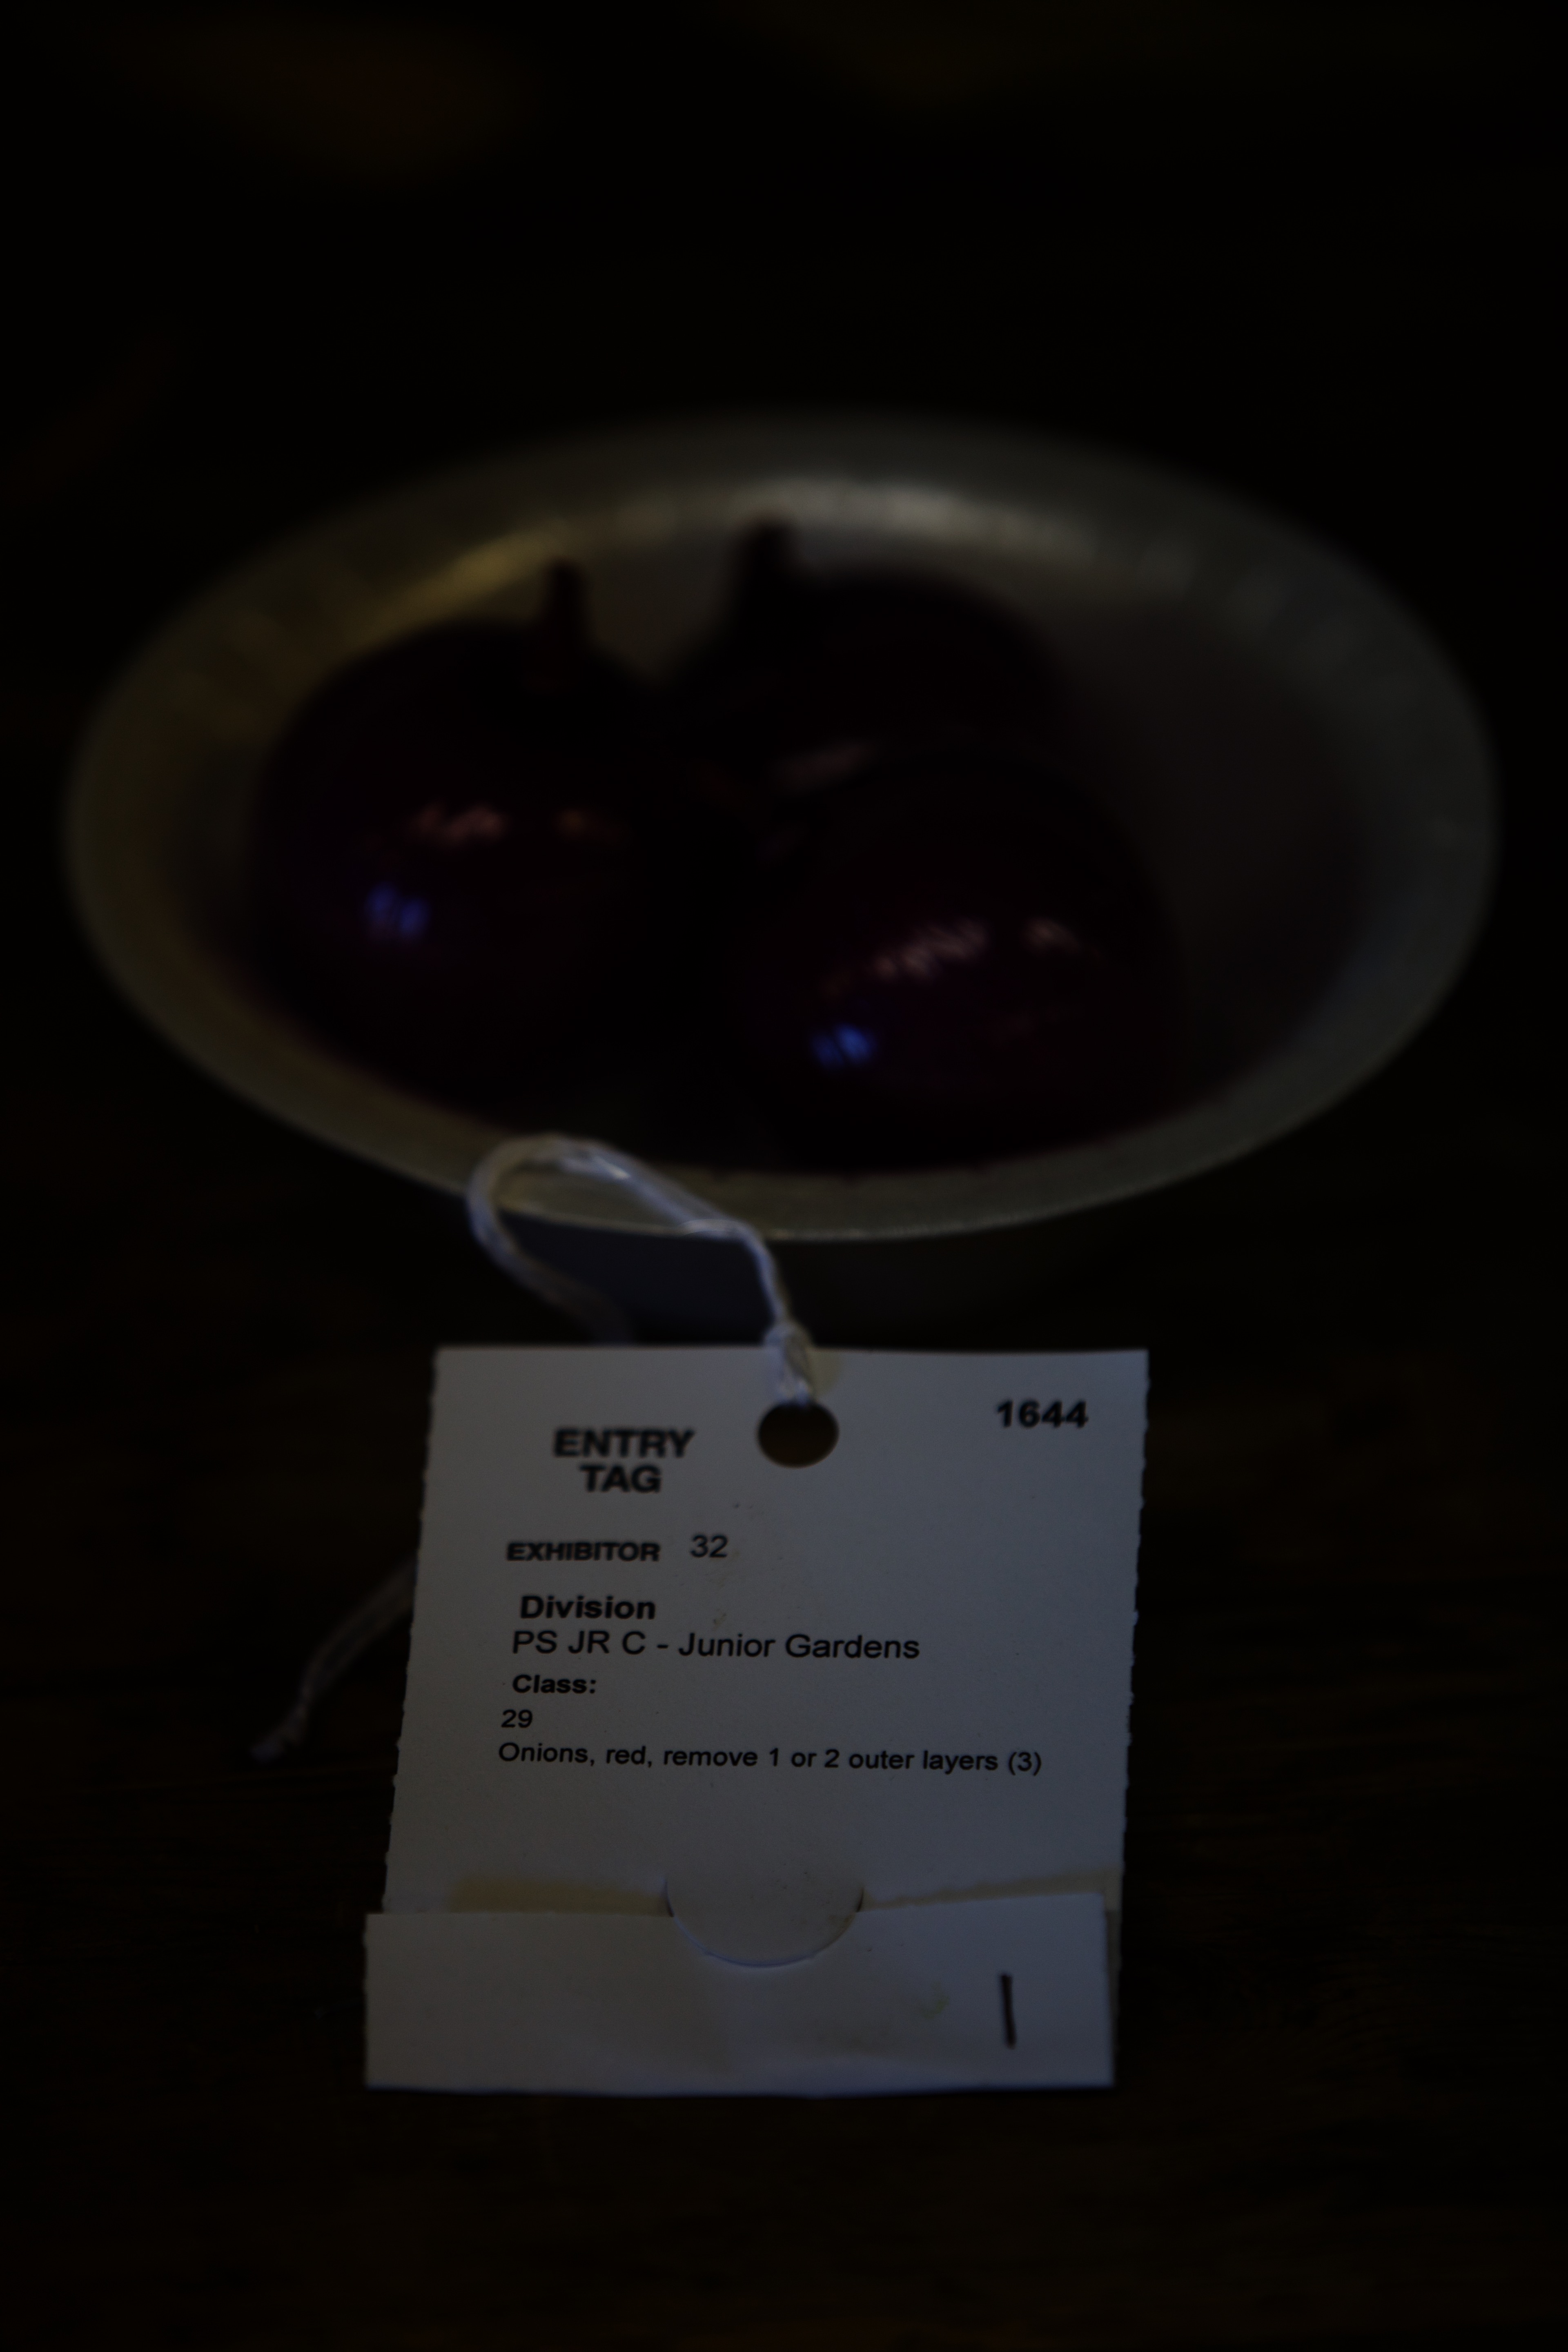 1644
ENTRY
TAG
EXHIBITOR 32
Division
PS JR C - Junior Gardens
Class:
29
Onions, red, remove 1 or 2 outer layers (3)
1